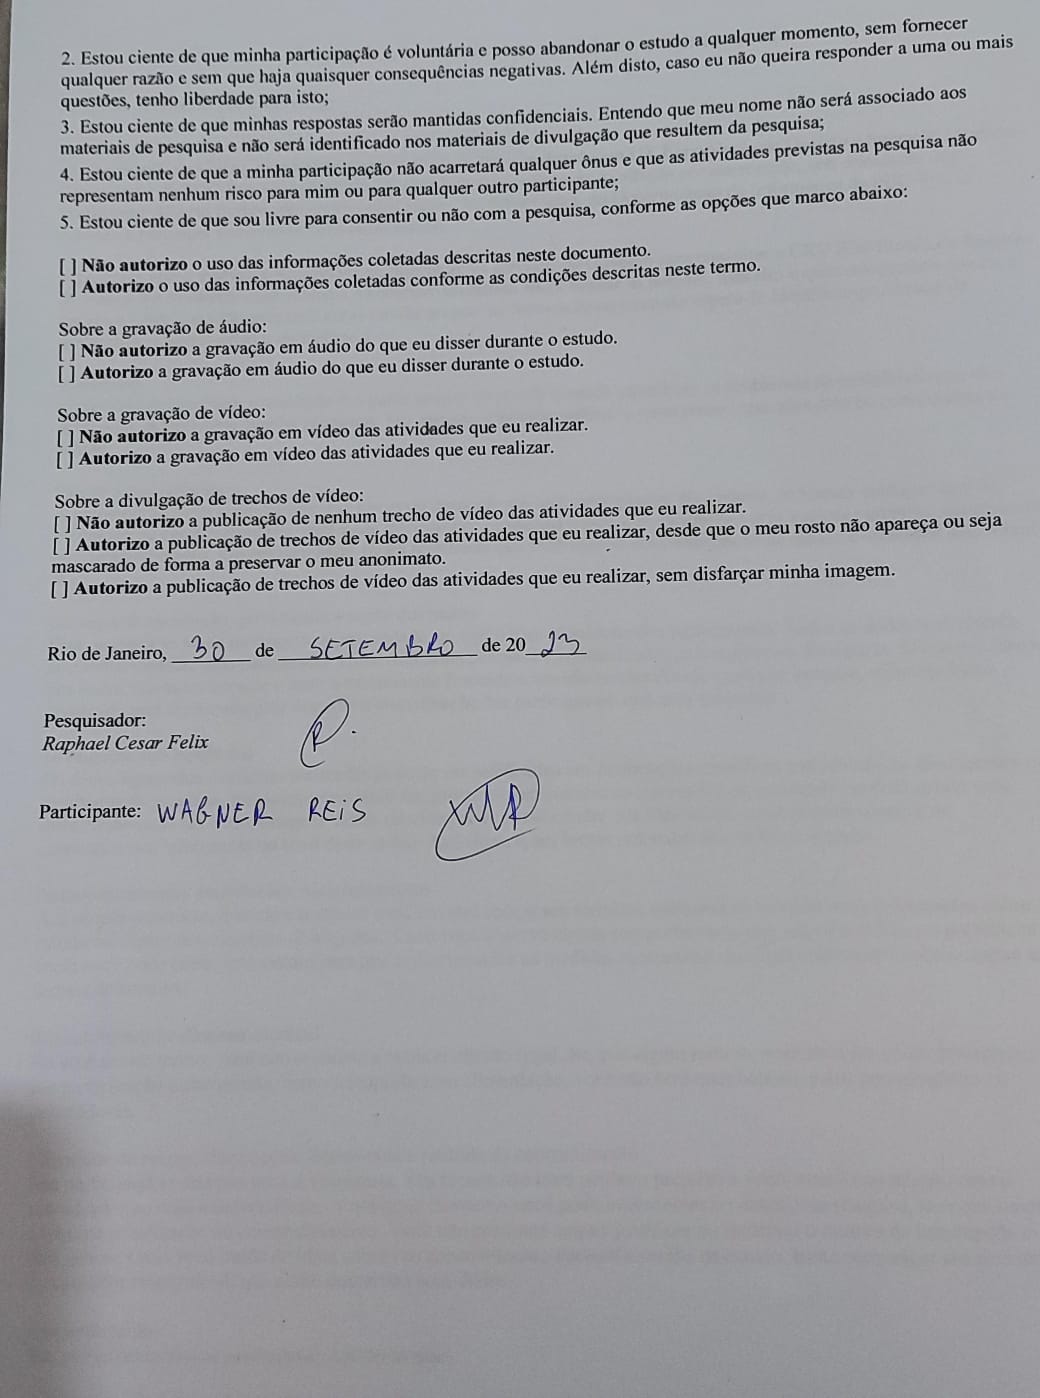 2. Estou ciente de que minha participação é voluntária e posso abandonar o estudo a qualquer momento, sem fornecer
qualquer razão e sem que haja quaisquer consequências negativas. Além disto, caso eu não queira responder a uma ou mais
questões, tenho liberdade para isto;
3. Estou ciente de que minhas respostas serão mantidas confidenciais. Entendo que meu nome não será associado aos
materiais de pesquisa e não será identificado nos materiais de divulgação que resultem da pesquisa;
4. Estou ciente de que a minha participação não acarretará qualquer ônus e que as atividades previstas na pesquisa não
representam nenhum risco para mim ou para qualquer outro participante;
5. Estou ciente de que sou livre para consentir ou não com a pesquisa, conforme as opções que marco abaixo:
[ ] Não autorizo o uso das informações coletadas descritas neste documento.
[ ] Autorizo o uso das informações coletadas conforme as condições descritas neste termo.
Sobre a gravação de áudio:
[ ] Não autorizo a gravação em áudio do que eu disser durante o estudo.
[ ] Autorizo a gravação em áudio do que eu disser durante o estudo.
Sobre a gravação de vídeo:
[ ] Não autorizo a gravação em vídeo das atividades que eu realizar.
[ ] Autorizo a gravação em vídeo das atividades que eu realizar.
Sobre a divulgação de trechos de vídeo:
[ ] Não autorizo a publicação de nenhum trecho de vídeo das atividades que eu realizar.
[ ] Autorizo a publicação de trechos de vídeo das atividades que eu realizar, desde que o meu rosto não apareça ou seja
mascarado de forma a preservar o meu anonimato.
[ ] Autorizo a publicação de trechos de vídeo das atividades que eu realizar, sem disfarçar minha imagem.
Rio de Janeiro, 30 de SETEMBRO de 20 23
Pesquisador:
Raphael Cesar Felix
Participante: WAGNER REIS